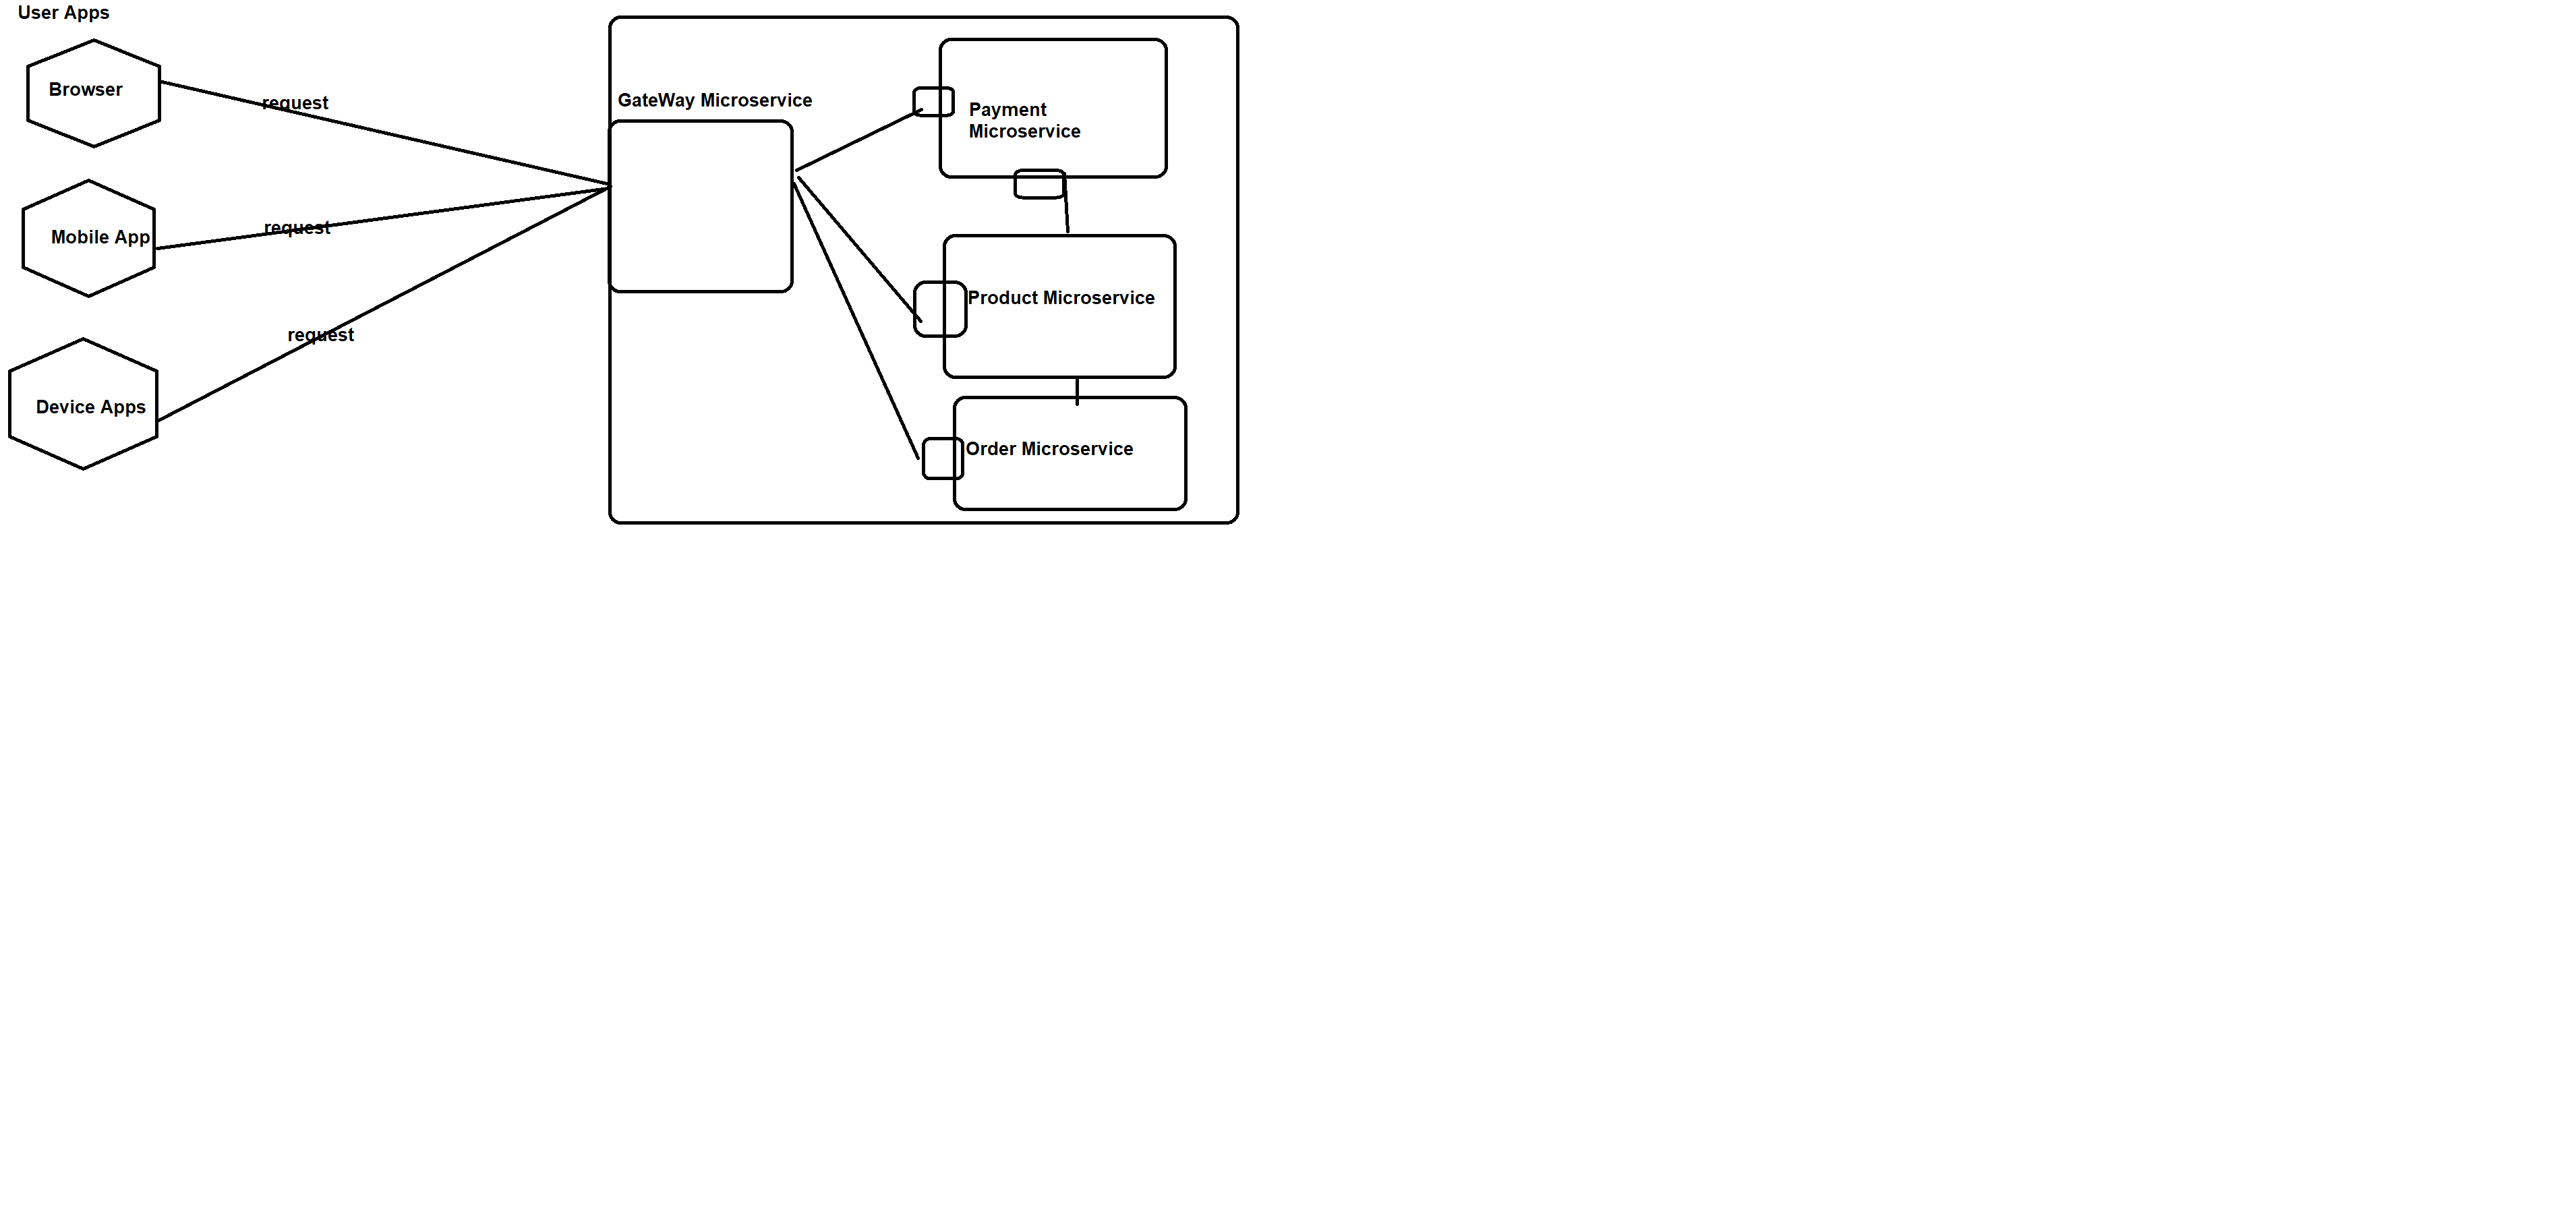 User Apps
Browser
request
Mobile App
request
Device Apps
request
GateWay Microservice
Payment
Microservice
Product Microservice
Order Microservice